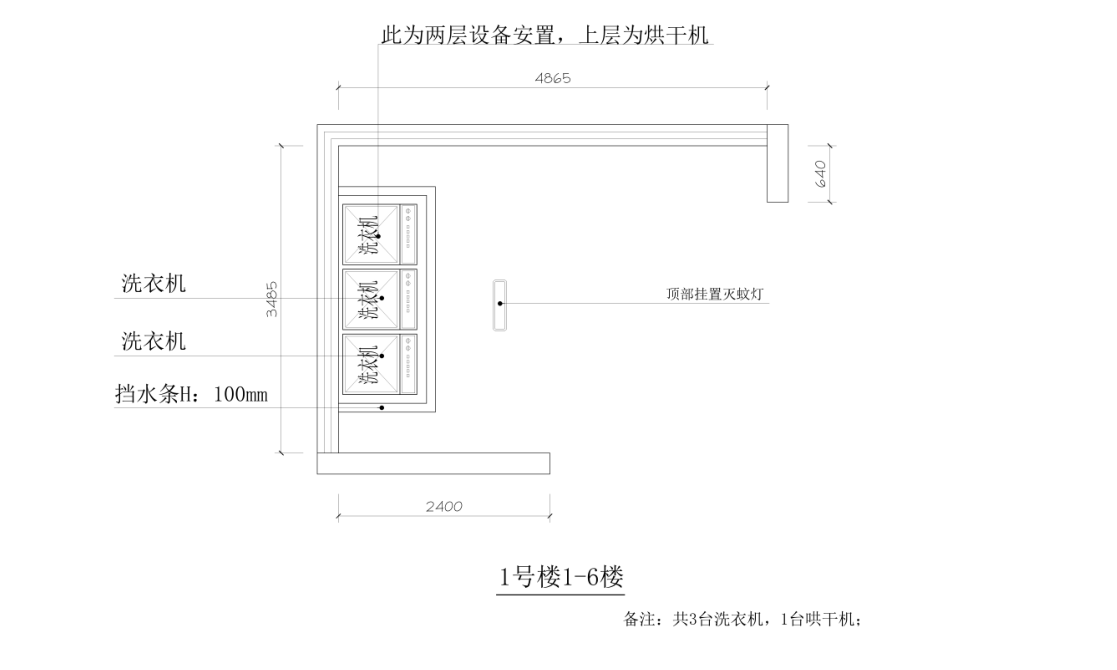 此为两层设备安置，上层为烘干机
4865
640
洗衣机
洗衣机
3485
洗衣机
洗衣机
顶部挂置灭蚊灯
洗衣机
挡水条H：100mm
2400
1号楼1-6楼
备注：共3台洗衣机，1台哄干机；